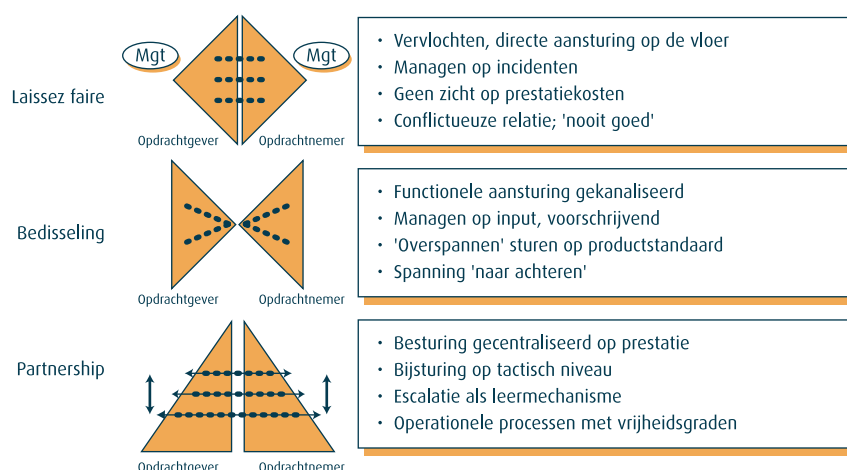 Mgt
Mgt
Laissez faire
Opdrachtgever
Opdrachtnemer
• Vervlochten, directe aansturing op de vloer
• Managen op incidenten
• Geen zicht op prestatiekosten
• Conflictueuze relatie; 'nooit goed'
Bedisseling
Opdrachtgever
Opdrachtnemer
• Functionele aansturing gekanaliseerd
• Managen op input, voorschrijvend
• 'Overspannen' sturen op productstandaard
• Spanning 'naar achteren'
Partnership
Opdrachtgever
Opdrachtnemer
• Besturing gecentraliseerd op prestatie
• Bijsturing op tactisch niveau
• Escalatie als leermechanisme
• Operationele processen met vrijheidsgraden